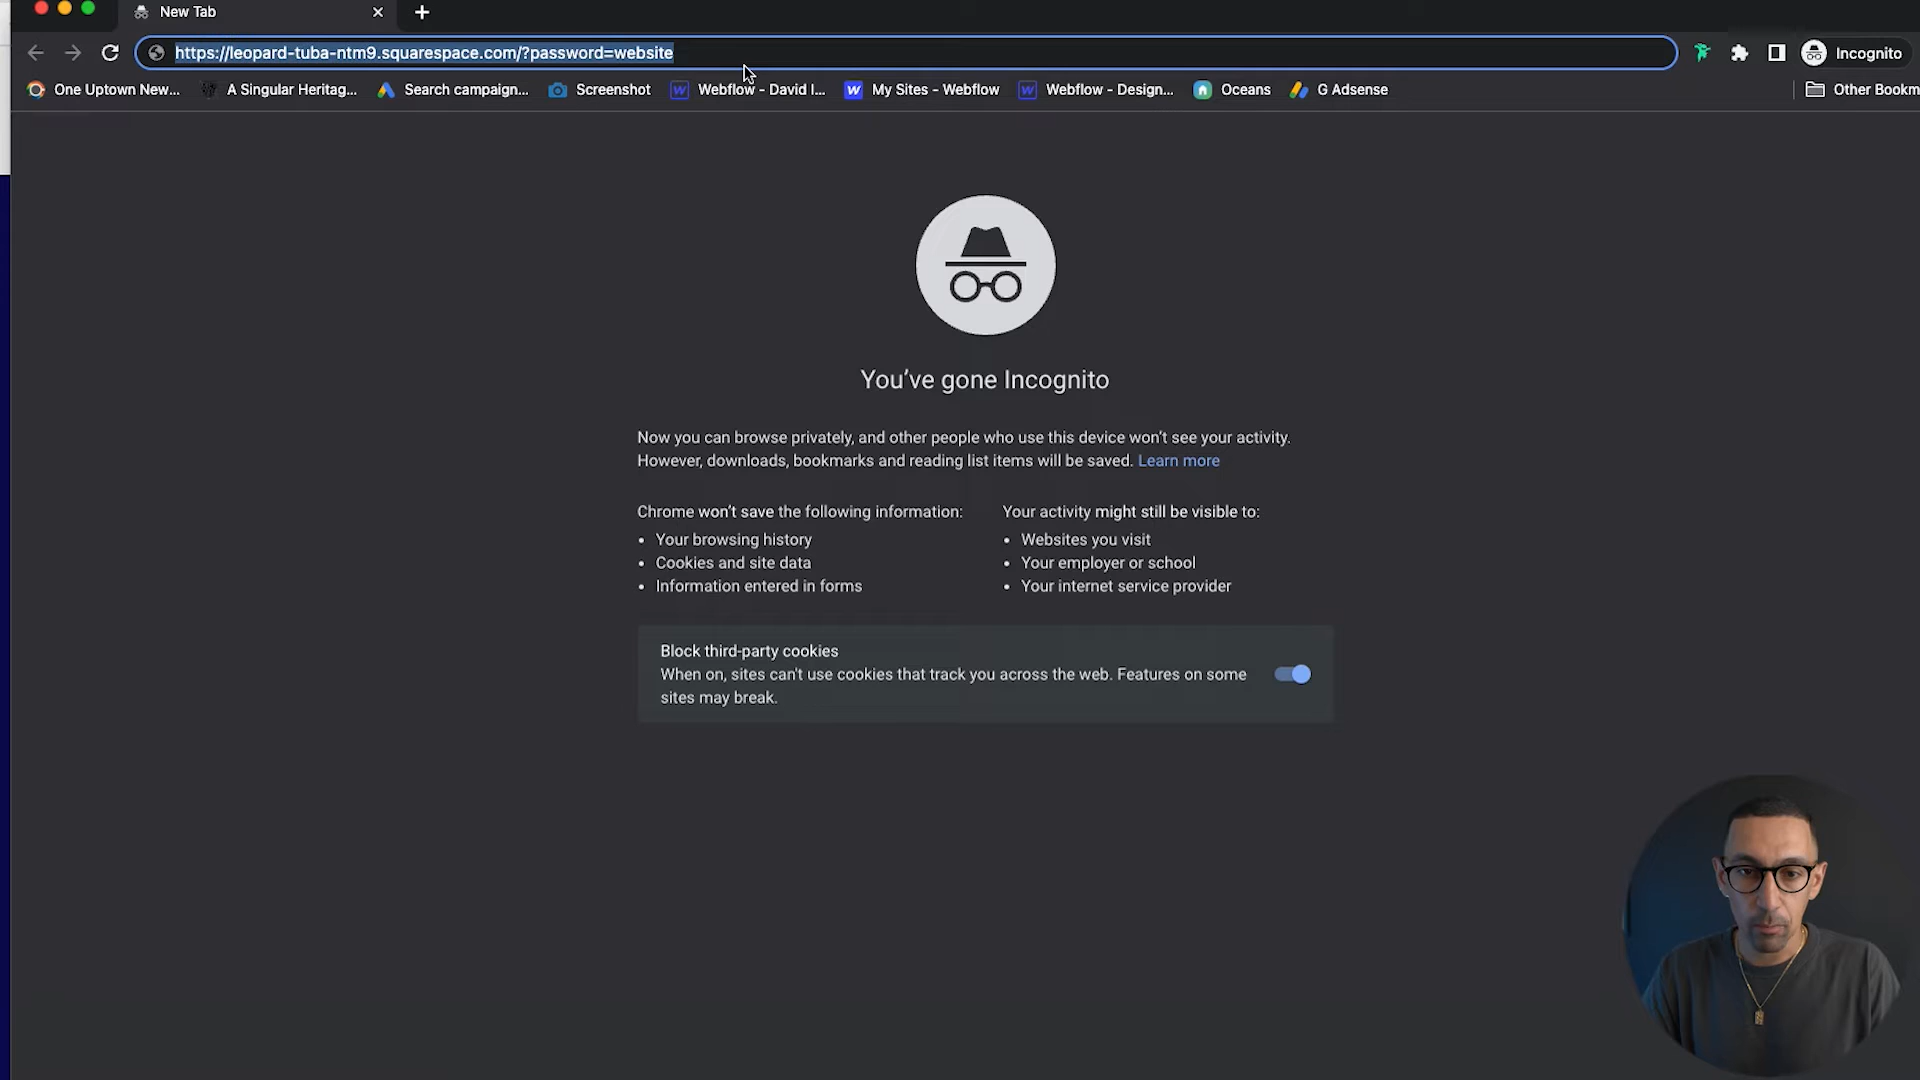 New Tab
https://leopard-tuba-ntm9.squarespace.com/?password=website
Incognito
One Uptown New...
A Singular Heritag...
Search campaign...
Screenshot
Webflow - David I...
My Sites - Webflow
Webflow - Design...
Oceans
G Adsense
Other Bookm
You've gone Incognito
Now you can browse privately, and other people who use this device won't see your activity.
However, downloads, bookmarks and reading list items will be saved. Learn more
Chrome won't save the following information:
Your browsing history
Cookies and site data
Information entered in forms
Your activity might still be visible to:
Websites you visit
Your employer or school
Your internet service provider
Block third-party cookies
When on, sites can't use cookies that track you across the web. Features on some
sites may break.